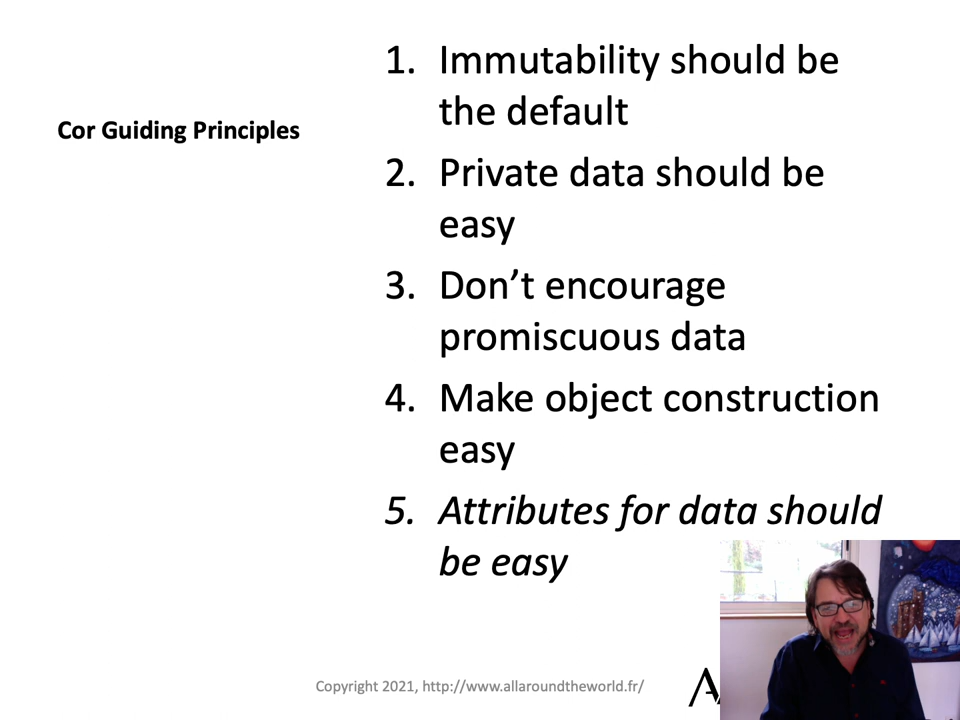 Cor Guiding Principles
1. Immutability should be
the default
2. Private data should be
easy
3. Don’t encourage
promiscuous data
4. Make object construction
easy
5. Attributes for data should
be easy
Copyright 2021, http://www.allaroundtheworld.fr/